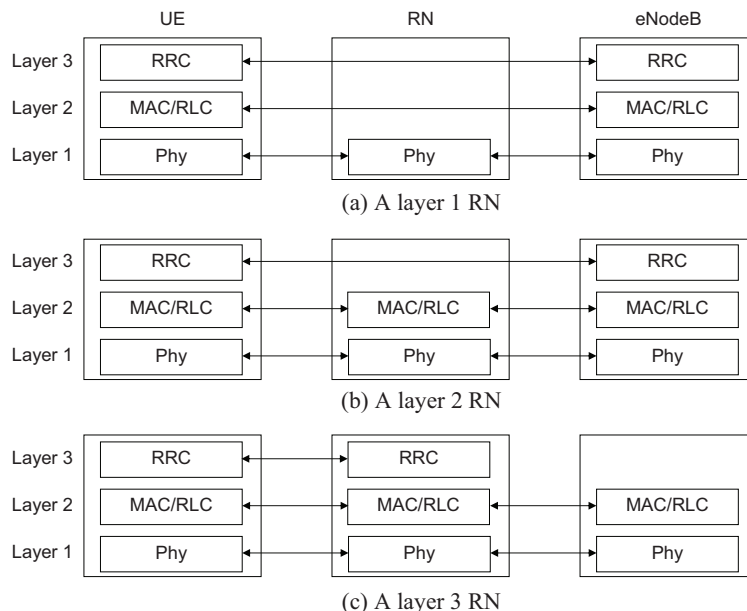 UE RN eNodeB
Layer 3 RRC RRC
Layer 2 MAC/RLC MAC/RLC
Layer 1 Phy Phy Phy
(a) A layer 1 RN
Layer 3 RRC RRC
Layer 2 MAC/RLC MAC/RLC MAC/RLC
Layer 1 Phy Phy Phy
(b) A layer 2 RN
Layer 3 RRC RRC
Layer 2 MAC/RLC MAC/RLC MAC/RLC
Layer 1 Phy Phy Phy
(c) A layer 3 RN